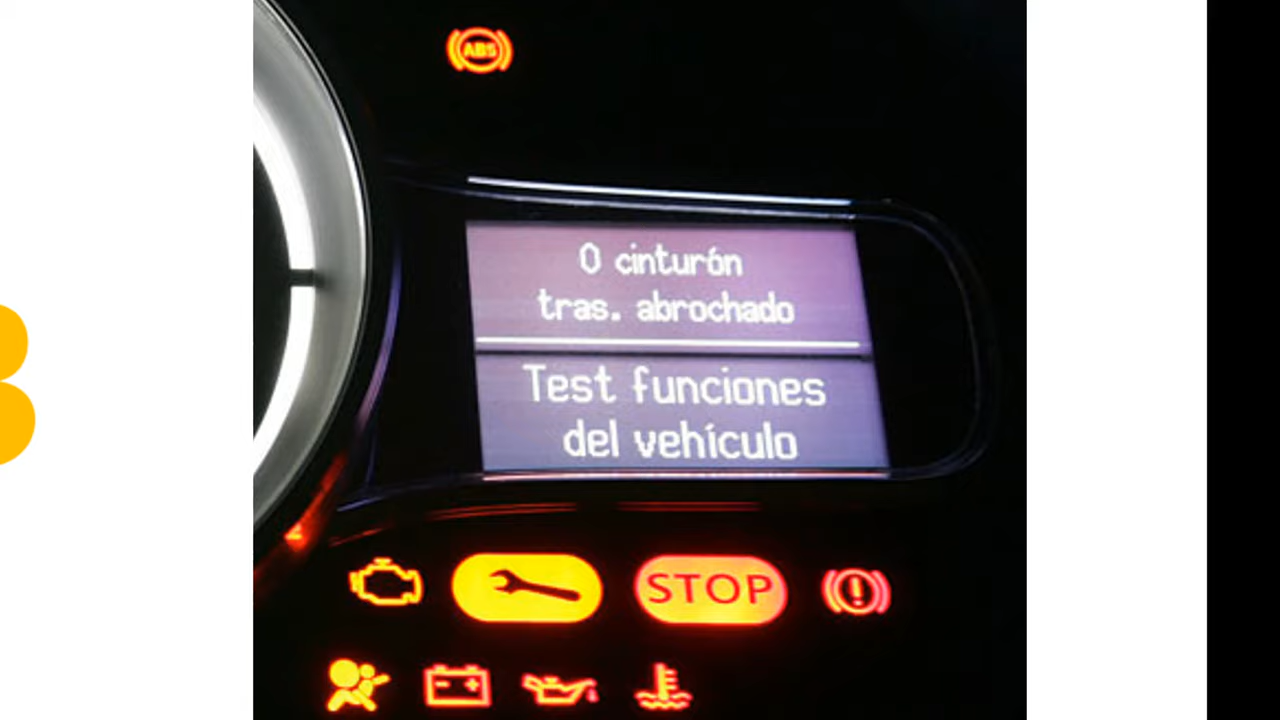 ABS
0 cinturón
tras. abrochado
Test funciones
del vehículo
STOP